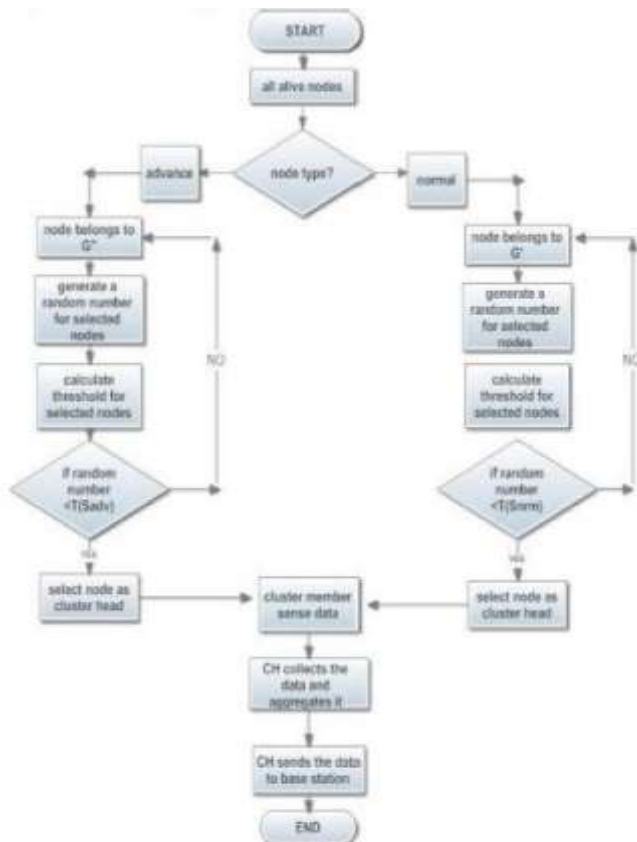 START
all alive nodes
node type?
advance
normal
node belongs to
G"
generate a
random number
for selected
nodes
calculate
threshold for
selected nodes
NO
if random
number
<T(Sadv)
yes
select node as
cluster head
node belongs to
G'
generate a
random number
for selected
nodes
calculate
threshold for
selected nodes
NO
if random
number
<T(Snrm)
yes
select node as
cluster head
cluster member
sense data
CH collects the
data and
aggregates it
CH sends the data
to base station
END